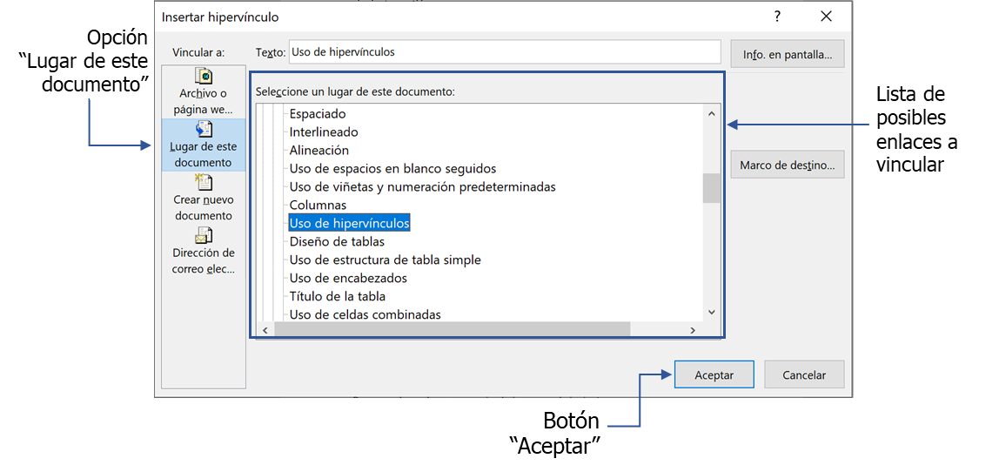 Insertar hipervínculo
?
Opción
“Lugar de este
documento”
Vincular a:
Texto:
Uso de hipervínculos
Info. en pantalla...
Archivo o
página we...
Lugar de este
documento
Crear nuevo
documento
Dirección de
correo elec...
Seleccione un lugar de este documento:
Espaciado
Interlineado
Alineación
Uso de espacios en blanco seguidos
Uso de viñetas y numeración predeterminadas
Columnas
Uso de hipervínculos
Diseño de tablas
Uso de estructura de tabla simple
Uso de encabezados
Título de la tabla
Uso de celdas combinadas
Marco de destino...
Lista de
posibles
enlaces a
vincular
Aceptar
Cancelar
Botón
“Aceptar”